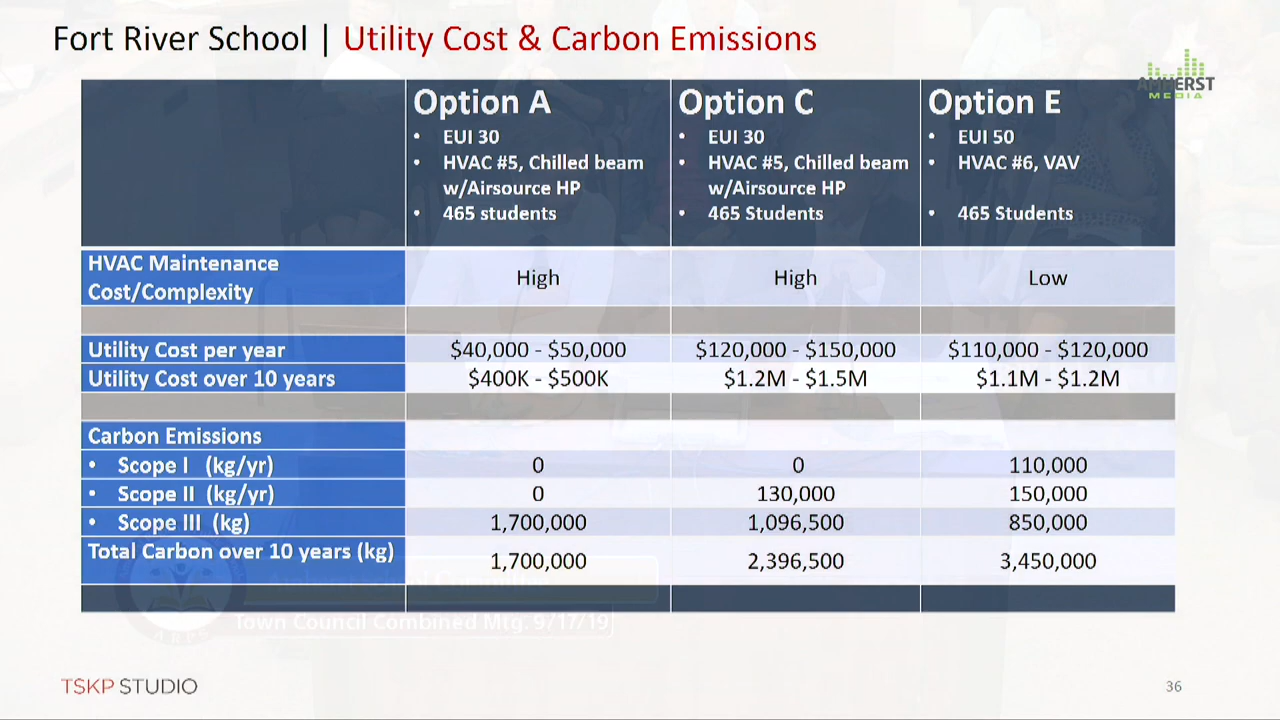 Fort River School | Utility Cost & Carbon Emissions
AMHERST
MEDIA
Option A
• EUI 30
• HVAC #5, Chilled beam
w/Airsource HP
• 465 students
Option C
• EUI 30
• HVAC #5, Chilled beam
w/Airsource HP
• 465 Students
Option E
• EUI 50
• HVAC #6, VAV
• 465 Students
HVAC Maintenance
Cost/Complexity
High
High
Low
Utility Cost per year
$40,000 - $50,000
$120,000 - $150,000
$110,000 - $120,000
Utility Cost over 10 years
$400K - $500K
$1.2M - $1.5M
$1.1M - $1.2M
Carbon Emissions
• Scope I (kg/yr)
0
0
110,000
• Scope II (kg/yr)
0
130,000
150,000
• Scope III (kg)
1,700,000
1,096,500
850,000
Total Carbon over 10 years (kg)
1,700,000
2,396,500
3,450,000
Town Council Combined Mtg. 9/17/19
TSKP STUDIO
36